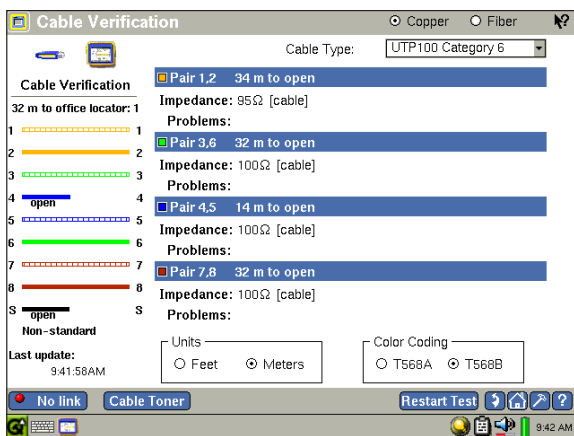 Cable Verification
Copper
Fiber
Cable Type: UTP100 Category 6
Cable Verification
32 m to office locator: 1
1 1
2 2
3 3
4 open 4
5 5
6 6
7 7
8 8
S open S
Non-standard
Last update:
9:41:58AM
Pair 1,2 34 m to open
Impedance: 95Ω [cable]
Problems:
Pair 3,6 32 m to open
Impedance: 100Ω [cable]
Problems:
Pair 4,5 14 m to open
Impedance: 100Ω [cable]
Problems:
Pair 7,8 32 m to open
Impedance: 100Ω [cable]
Problems:
Units
Feet Meters
Color Coding
T568A T568B
No link
Cable Toner
Restart Test
?
9:42 AM